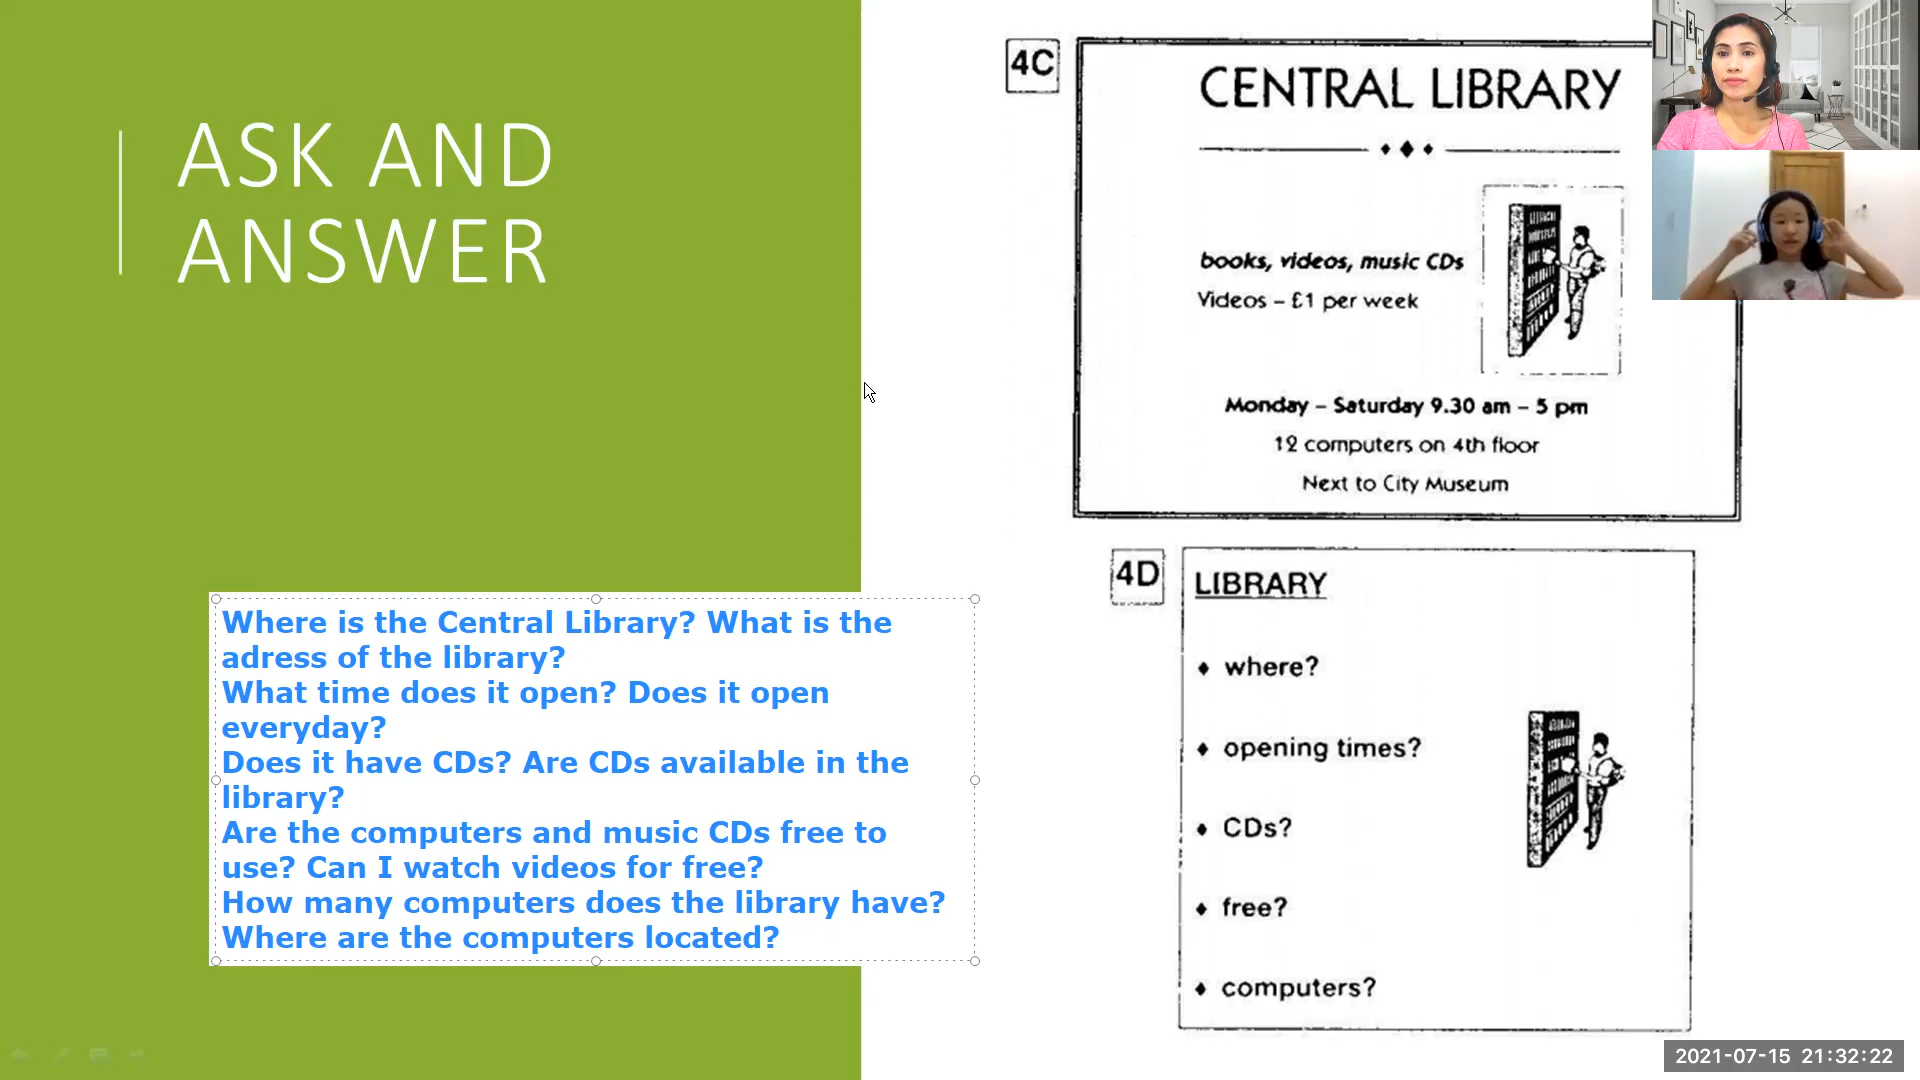 ASK AND
ANSWER
Where is the Central Library? What is the
adress of the library?
What time does it open? Does it open
everyday?
Does it have CDs? Are CDs available in the
library?
Are the computers and music CDs free to
use? Can I watch videos for free?
How many computers does the library have?
Where are the computers located?
4C
CENTRAL LIBRARY
books, videos, music CDs
Videos – £1 per week
Monday – Saturday 9.30 am – 5 pm
12 computers on 4th floor
Next to City Museum
4D
LIBRARY
♦ where?
♦ opening times?
♦ CDs?
♦ free?
♦ computers?
2021-07-15 21:32:22